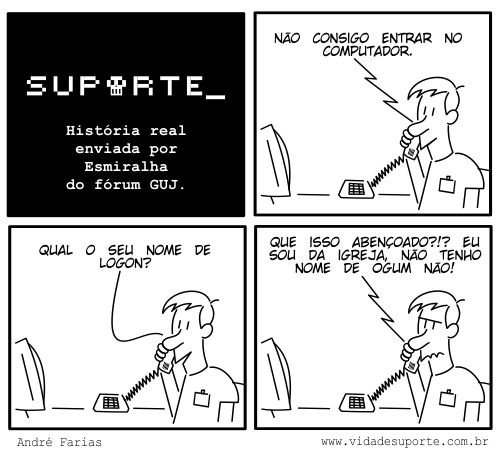 SUPORTE_
História real
enviada por
Esmiralha
do fórum GUJ.
NÃO CONSIGO ENTRAR NO
COMPUTADOR.
QUAL O SEU NOME DE
LOGON?
QUE ISSO ABENÇOADO?!? EU
SOU DA IGREJA, NÃO TENHO
NOME DE OGUM NÃO!
André Farias
www.vidadesuporte.com.br